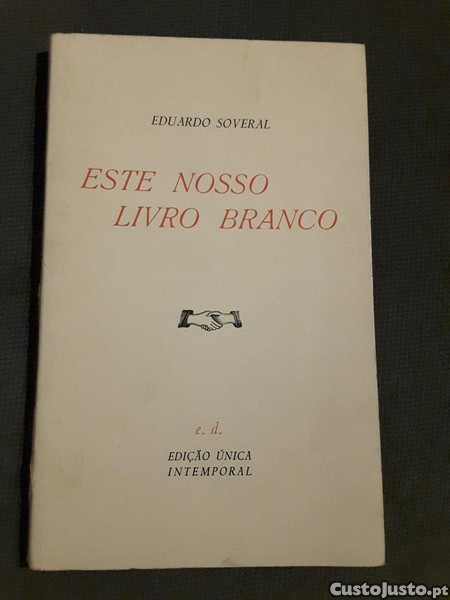 EDUARDO SOVERAL
ESTE NOSSO
LIVRO BRANCO
e. d.
EDIÇÃO ÚNICA
INTEMPORAL
CustoJusto.pt